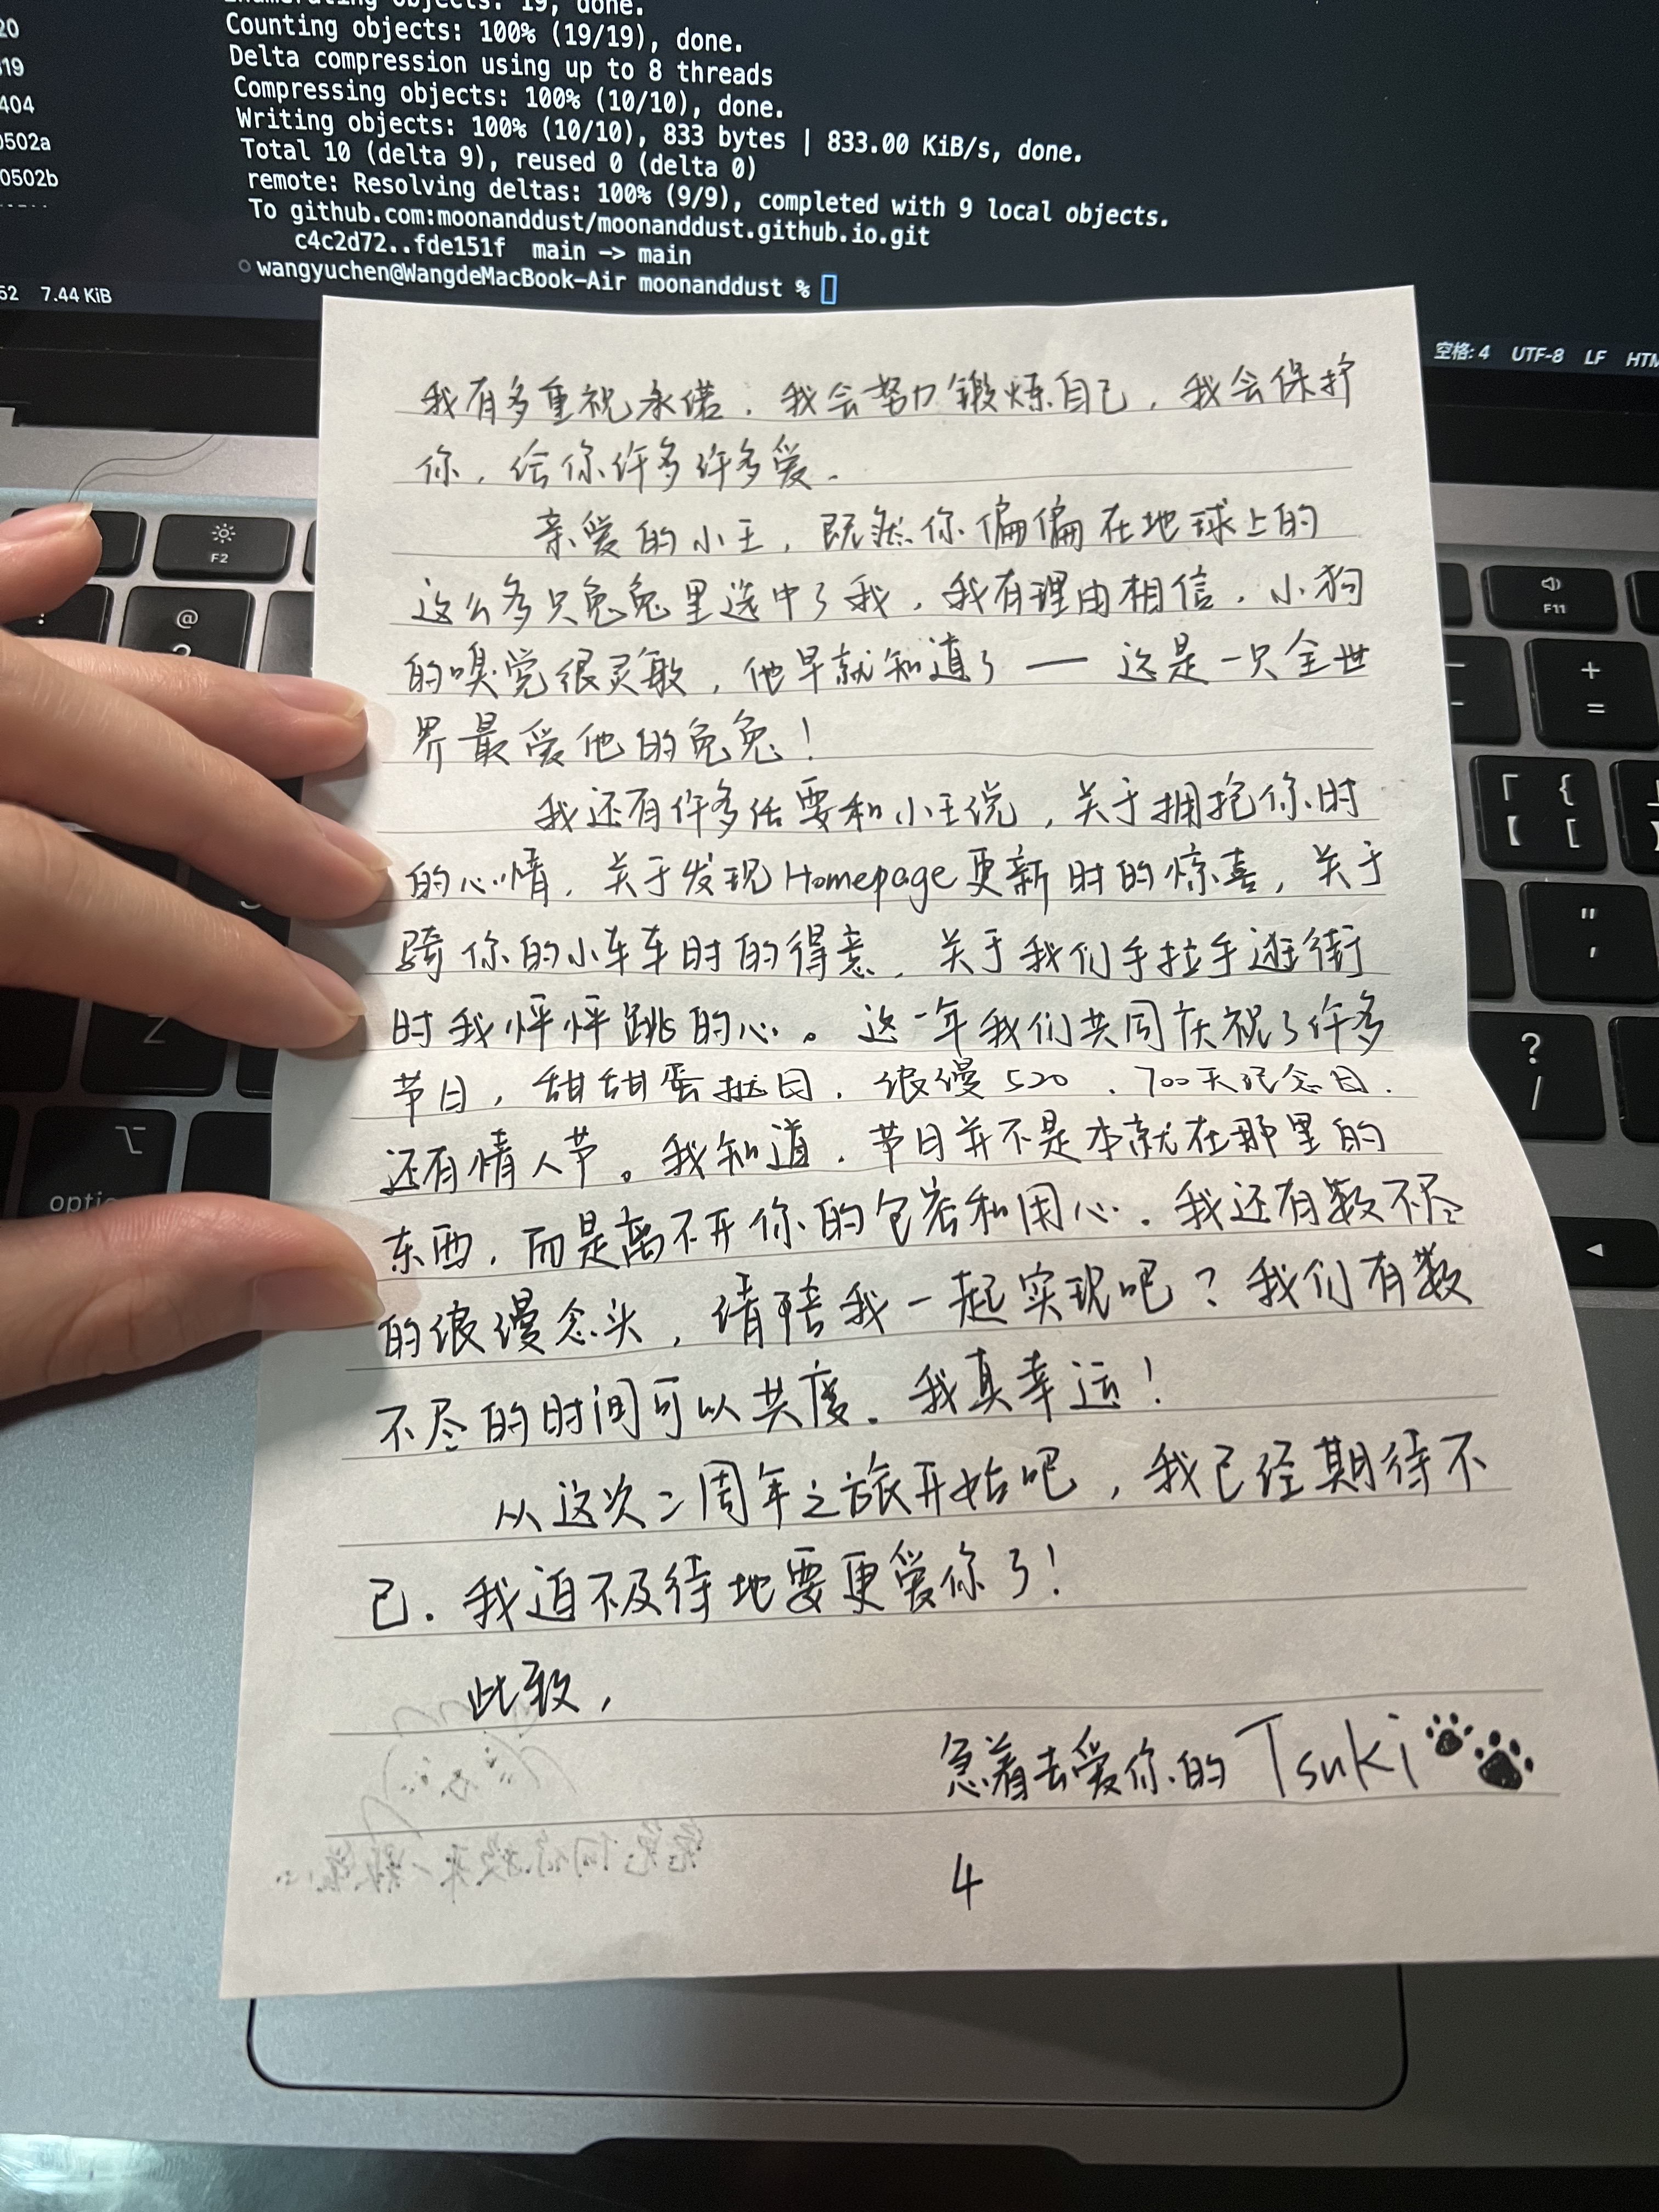 Enumerating objects: 19, done.
Counting objects: 100% (19/19), done.
Delta compression using up to 8 threads
Compressing objects: 100% (10/10), done.
Writing objects: 100% (10/10), 833 bytes | 833.00 KiB/s, done.
Total 10 (delta 9), reused 0 (delta 0)
remote: Resolving deltas: 100% (9/9), completed with 9 local objects.
To github.com:moonanddust/moonanddust.github.io.git
c4c2d72..fde151f main -> main
wangyuchen@WangdeMacBook-Air moonanddust %
20
319
404
0502a
0502b
52 7.44 KiB
空格: 4 UTF-8 LF HTM
我有多重视承诺，我会努力锻炼自己，我会保护
你，给你许多许多爱.
亲爱的小王，既然你偏偏在地球上的
这么多只兔兔里选中了我，我有理由相信，小狗
的嗅觉很灵敏，他早就知道了——这是一只全世
界最爱他的兔兔！
我还有许多话要和小王说，关于拥抱你时
的心情，关于发现Homepage更新时的惊喜，关于
骑你的小车车时的得意，关于我们手拉手逛街
时我怦怦跳的心。这一年我们共同庆祝了许多
节日，甜甜蛋挞日，浪漫520，700天纪念日，
还有情人节。我知道，节日并不是本就在那里的
东西，而是离不开你的包容和用心。我还有数不尽
的浪漫念头，请陪我一起实现吧？我们有数
不尽的时间可以共度。我真幸运！
从这次二周年之旅开始吧，我已经期待不
已. 我迫不及待地要更爱你了！
此致，
急着去爱你的Tsuki
4
F2
F11
@
+
=
{
[
"
'
?
/
Z